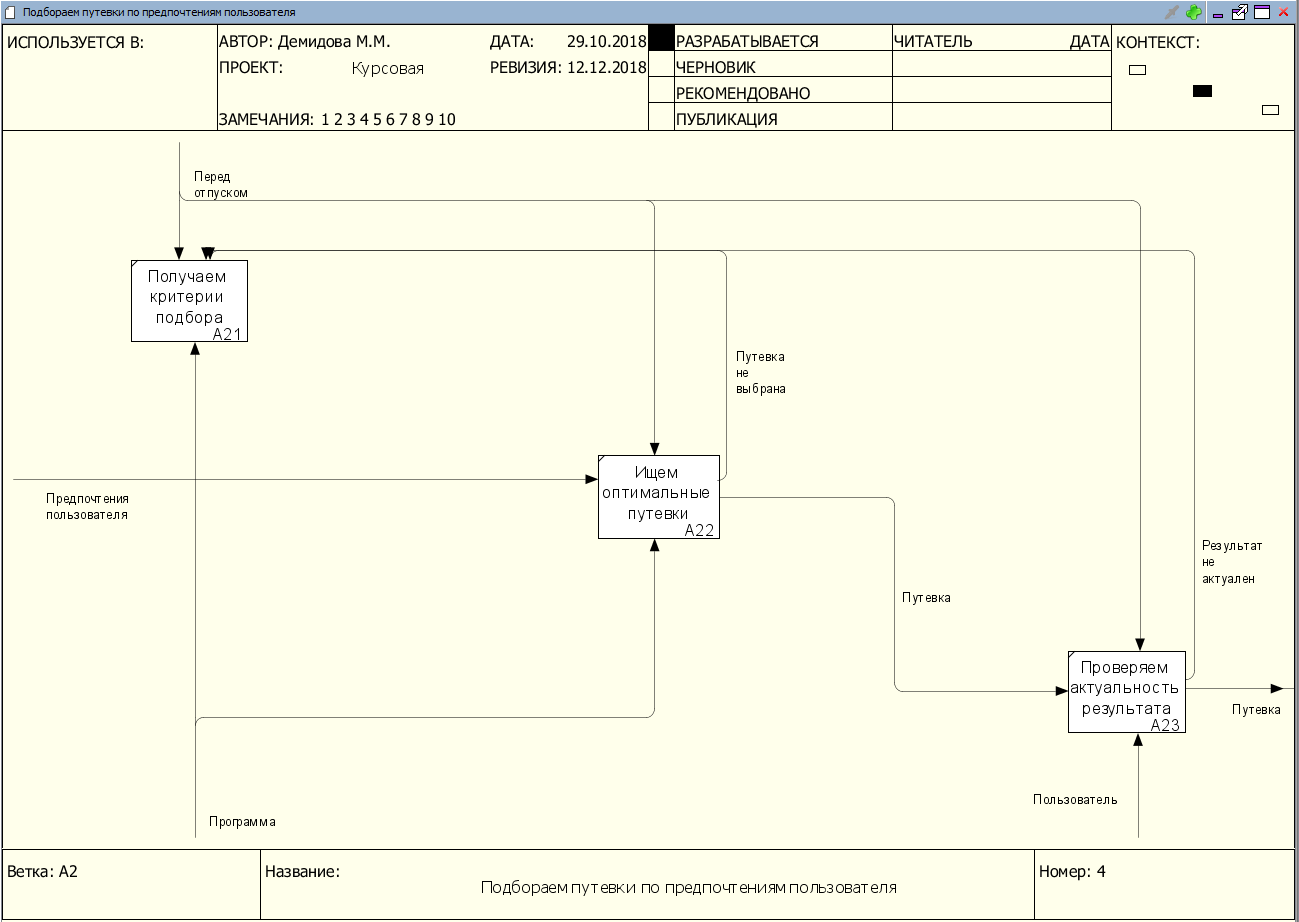 Подбораем путевки по предпочтениям пользователя
ИСПОЛЬЗУЕТСЯ В:
АВТОР: Демидова М.М.
ДАТА: 29.10.2018
ПРОЕКТ: Курсовая
РЕВИЗИЯ: 12.12.2018
ЗАМЕЧАНИЯ: 1 2 3 4 5 6 7 8 9 10
РАЗРАБАТЫВАЕТСЯ
ЧЕРНОВИК
РЕКОМЕНДОВАНО
ПУБЛИКАЦИЯ
ЧИТАТЕЛЬ
ДАТА
КОНТЕКСТ:
Перед
отпуском
Получаем
критерии
подбора
A21
Путевка
не
выбрана
Ищем
оптимальные
путевки
A22
Предпочтения
пользователя
Результат
не
актуален
Путевка
Проверяем
актуальность
результата
A23
Путевка
Пользователь
Программа
Ветка: A2
Название:
Подбораем путевки по предпочтениям пользователя
Номер: 4